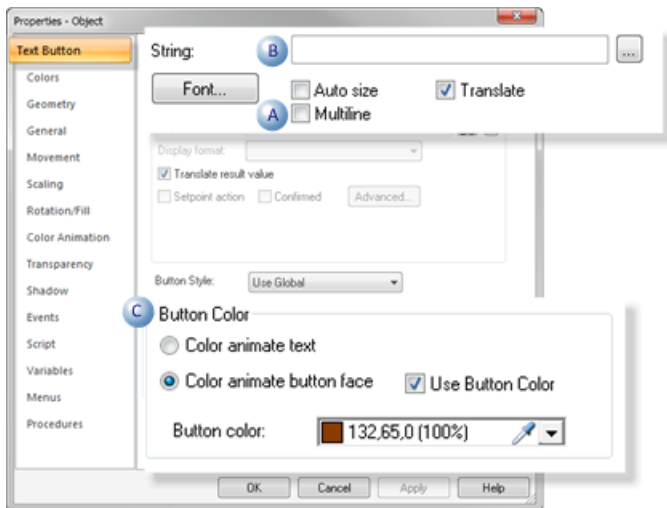 Properties - Object
Text Button
Colors
Geometry
General
Movement
Scaling
Rotation/Fill
Color Animation
Transparency
Shadow
Events
Script
Variables
Menus
Procedures
String: B ...
Font... Auto size Translate
A Multiline
Display format:
Translate result value
Setpoint action Confirmed Advanced...
Button Style: Use Global
C Button Color
Color animate text
Color animate button face Use Button Color
Button color: 132,65,0 (100%)
OK Cancel Apply Help